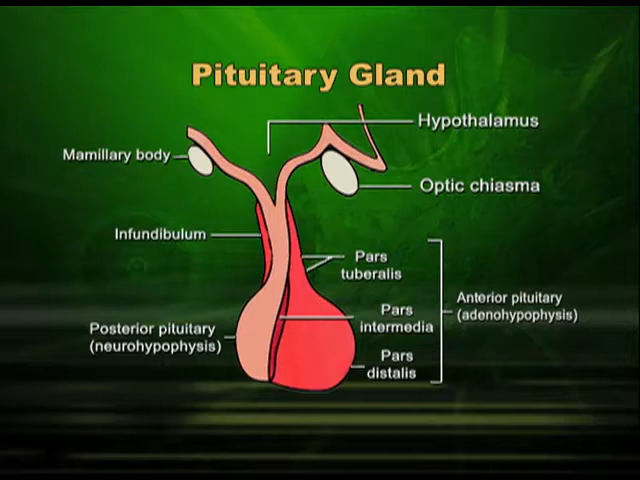 Pituitary Gland
Hypothalamus
Mamillary body
Optic chiasma
Infundibulum
Pars
tuberalis
Anterior pituitary
(adenohypophysis)
Pars
intermedia
Posterior pituitary
(neurohypophysis)
Pars
distalis